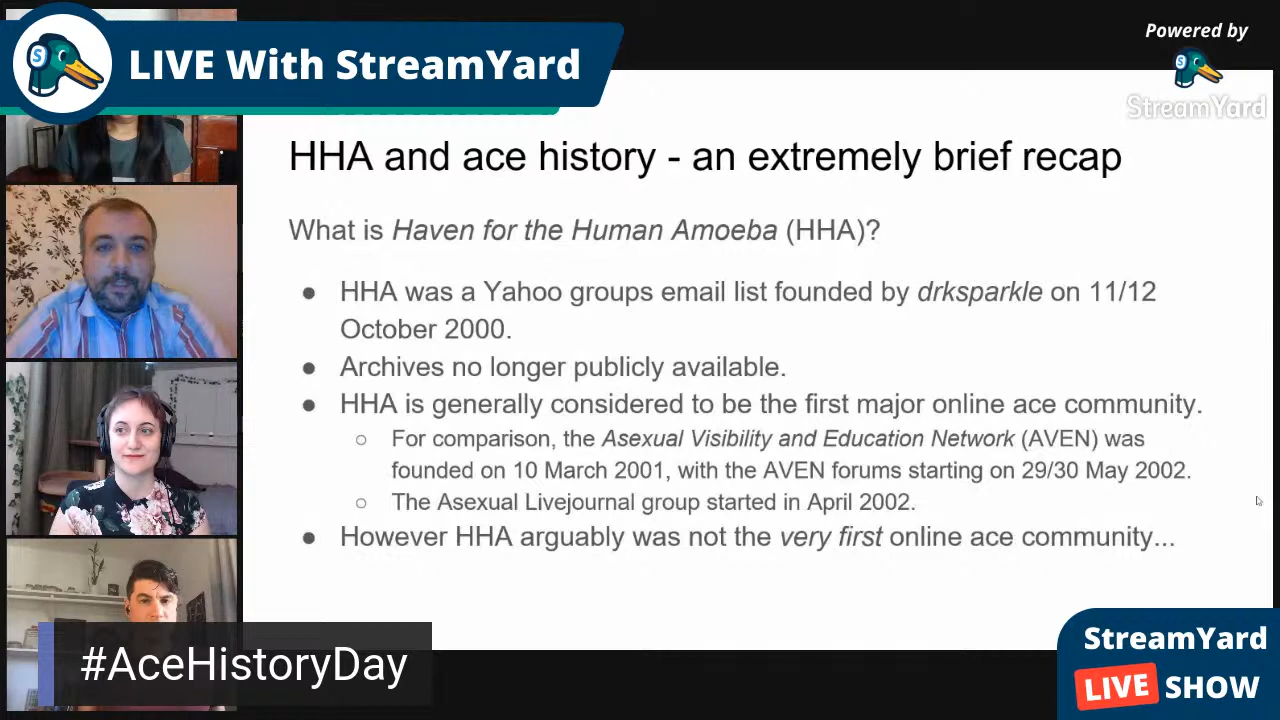 LIVE With StreamYard
Powered by
StreamYard
HHA and ace history - an extremely brief recap
What is Haven for the Human Amoeba (HHA)?
● HHA was a Yahoo groups email list founded by drksparkle on 11/12
October 2000.
● Archives no longer publicly available.
● HHA is generally considered to be the first major online ace community.
○ For comparison, the Asexual Visibility and Education Network (AVEN) was
founded on 10 March 2001, with the AVEN forums starting on 29/30 May 2002.
○ The Asexual Livejournal group started in April 2002.
● However HHA arguably was not the very first online ace community...
#AceHistoryDay
StreamYard
LIVE SHOW